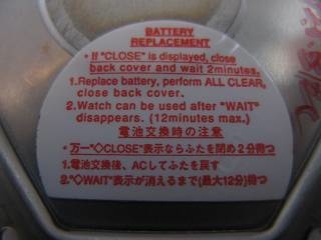 BATTERY
REPLACEMENT
・If "CLOSE" is displayed, close
back cover and wait 2minutes.
1.Replace battery, perform ALL CLEAR,
close back cover.
2.Watch can be used after "WAIT"
disappears. (12minutes max.)
電池交換時の注意
・万一"◇CLOSE"表示ならふたを閉め2分待つ
1.電池交換後、ACしてふたを戻す
2."◇WAIT"表示が消えるまで(最大12分)待つ